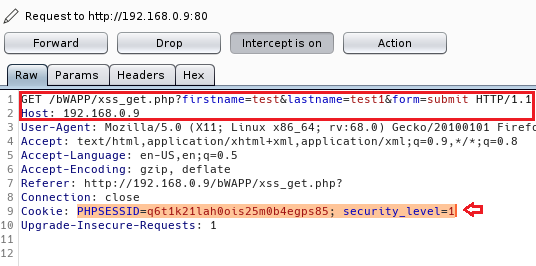 Request to http://192.168.0.9:80
Forward Drop Intercept is on Action
Raw Params Headers Hex
1 GET /bWAPP/xss_get.php?firstname=test&lastname=test1&form=submit HTTP/1.1
2 Host: 192.168.0.9
3 User-Agent: Mozilla/5.0 (X11; Linux x86_64; rv:68.0) Gecko/20100101 Firefo
4 Accept: text/html,application/xhtml+xml,application/xml;q=0.9,*/*;q=0.8
5 Accept-Language: en-US,en;q=0.5
6 Accept-Encoding: gzip, deflate
7 Referer: http://192.168.0.9/bWAPP/xss_get.php?
8 Connection: close
9 Cookie: PHPSESSID=q6t1k21lah0ois25m0b4egps85; security_level=1
10 Upgrade-Insecure-Requests: 1
11
12